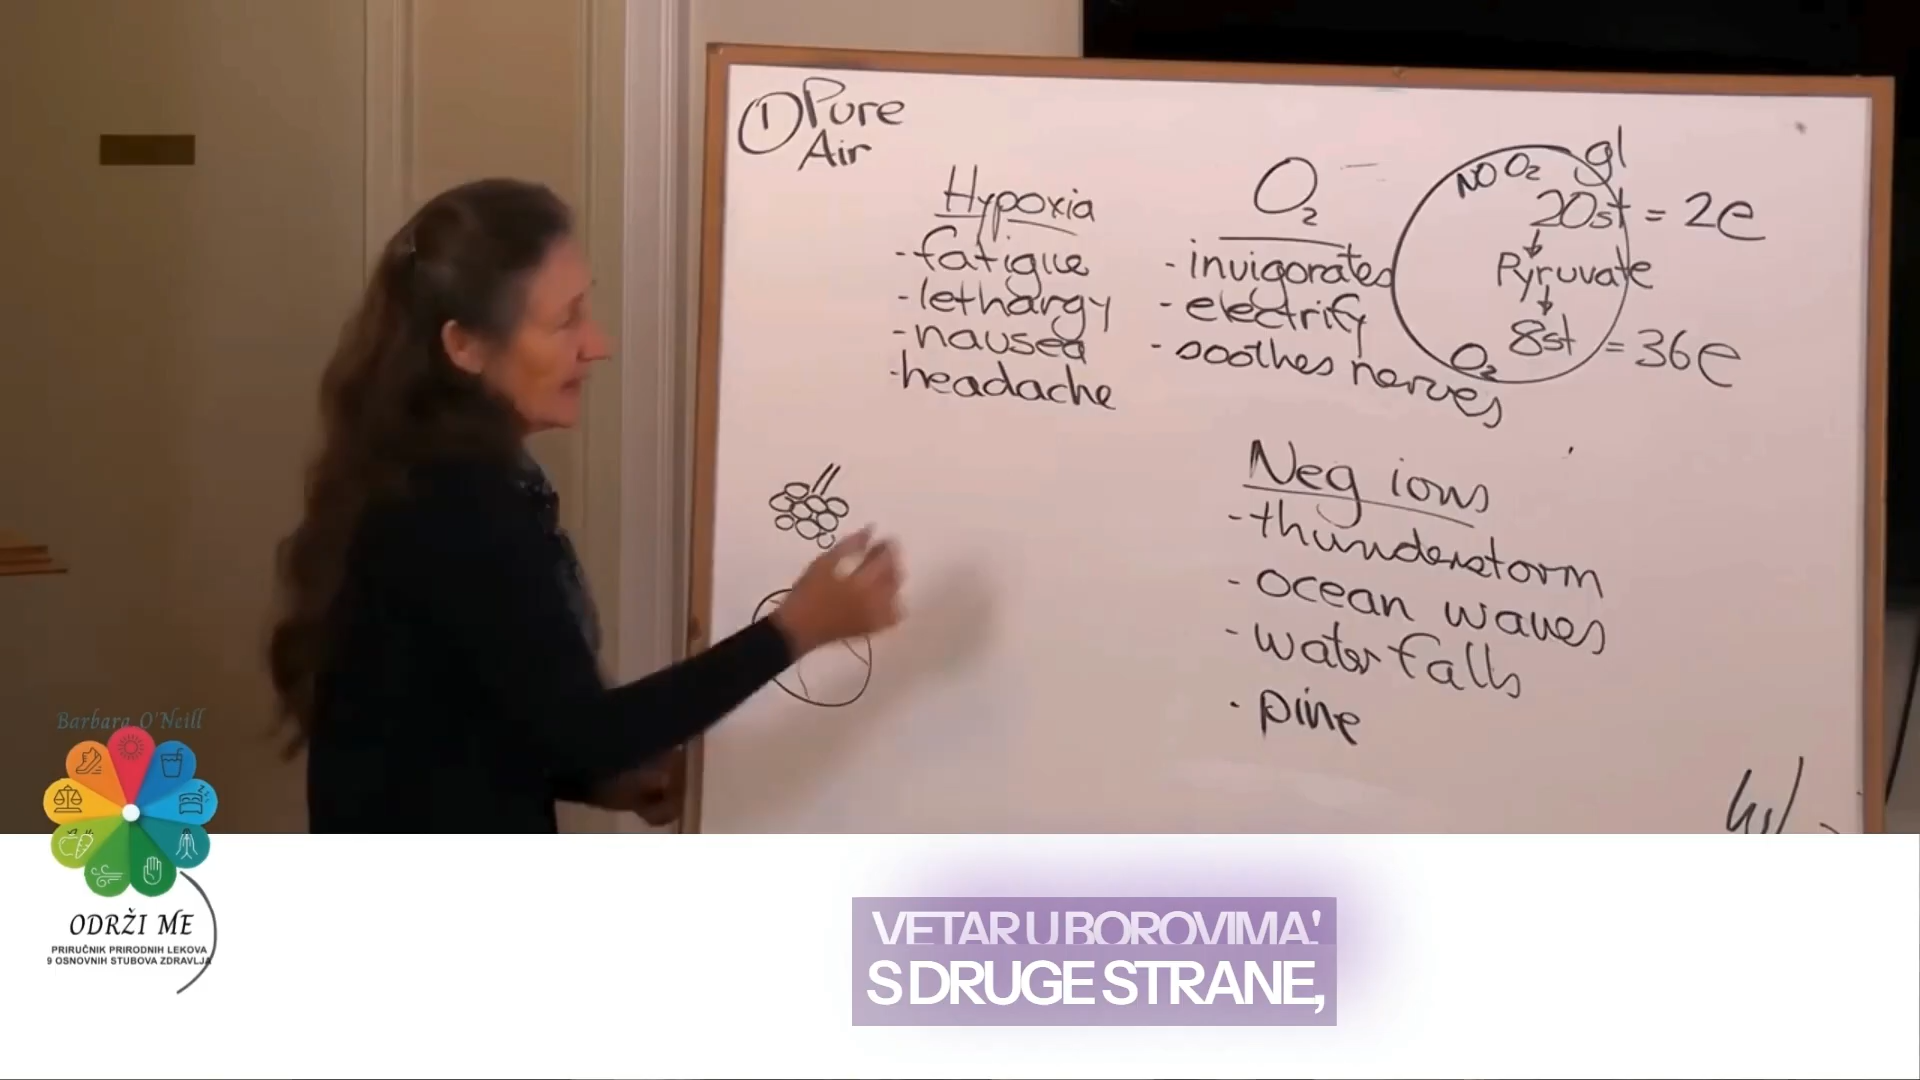 ① Pure
Air
Hypoxia
- fatigue
- lethargy
- nausea
- headache
O₂
- invigorates
- electrify
- soothes nerves
NO O₂
gl
20st = 2e
Pyruvate
8st = 36e
O₂
Neg ions
- thunderstorm
- ocean waves
- waterfalls
- pine
Barbara O'Neill
ODRŽI ME
PRIRUČNIK PRIRODNIH LEKOVA
9 OSNOVNIH STUBOVA ZDRAVLJA
VETAR U BOROVIMA.'
S DRUGE STRANE,